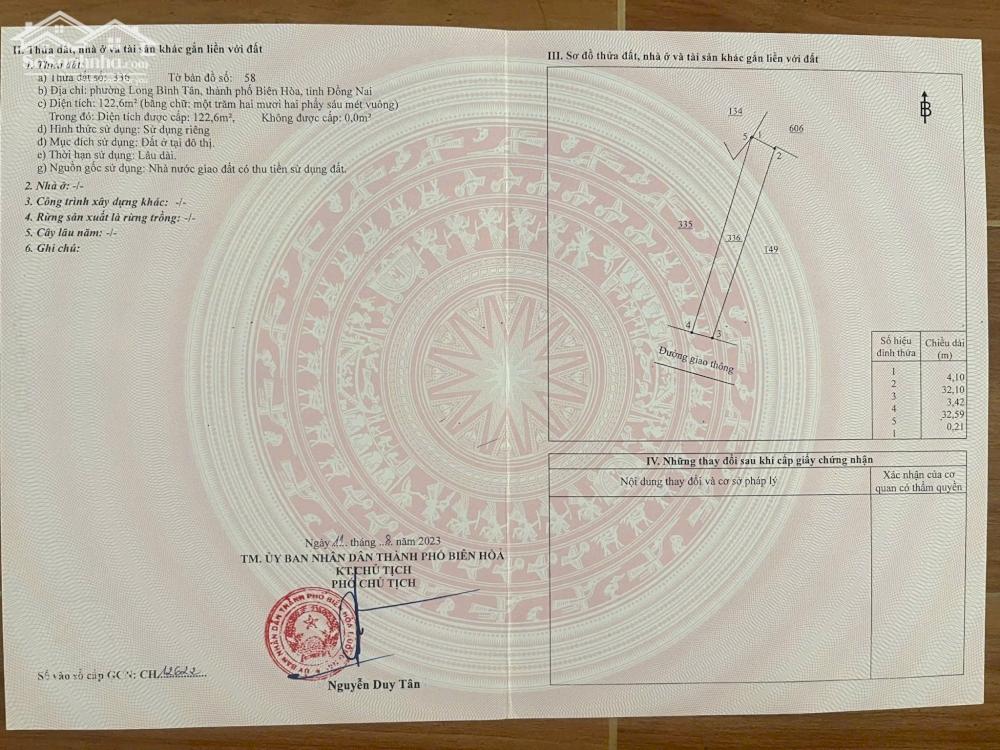 II. Thửa đất, nhà ở và tài sản khác gắn liền với đất
1. Thửa đất:
a) Thửa đất số: 336 Tờ bản đồ số: 58
b) Địa chỉ: phường Long Bình Tân, thành phố Biên Hòa, tỉnh Đồng Nai
c) Diện tích: 122,6m² (bằng chữ: một trăm hai mươi hai phẩy sáu mét vuông)
Trong đó: Diện tích được cấp: 122,6m², Không được cấp: 0,0m²
d) Hình thức sử dụng: Sử dụng riêng
đ) Mục đích sử dụng: Đất ở tại đô thị.
e) Thời hạn sử dụng: Lâu dài.
g) Nguồn gốc sử dụng: Nhà nước giao đất có thu tiền sử dụng đất.
2. Nhà ở: -/-
3. Công trình xây dựng khác: -/-
4. Rừng sản xuất là rừng trồng: -/-
5. Cây lâu năm: -/-
6. Ghi chú:
Ngày 11 tháng 8 năm 2023
TM. ỦY BAN NHÂN DÂN THÀNH PHỐ BIÊN HOÀ
KT.CHỦ TỊCH
PHÓ CHỦ TỊCH
Nguyễn Duy Tân
Số vào sổ cấp GCN: CH 12622
III. Sơ đồ thửa đất, nhà ở và tài sản khác gắn liền với đất
B
134
606
5 1
2
335
336
149
4
3
Đường giao thông
Số hiệu đỉnh thửa
Chiều dài (m)
1
4,10
2
32,10
3
3,42
4
32,59
5
0,21
1
IV. Những thay đổi sau khi cấp giấy chứng nhận
Nội dung thay đổi và cơ sở pháp lý
Xác nhận của cơ
quan có thẩm quyền